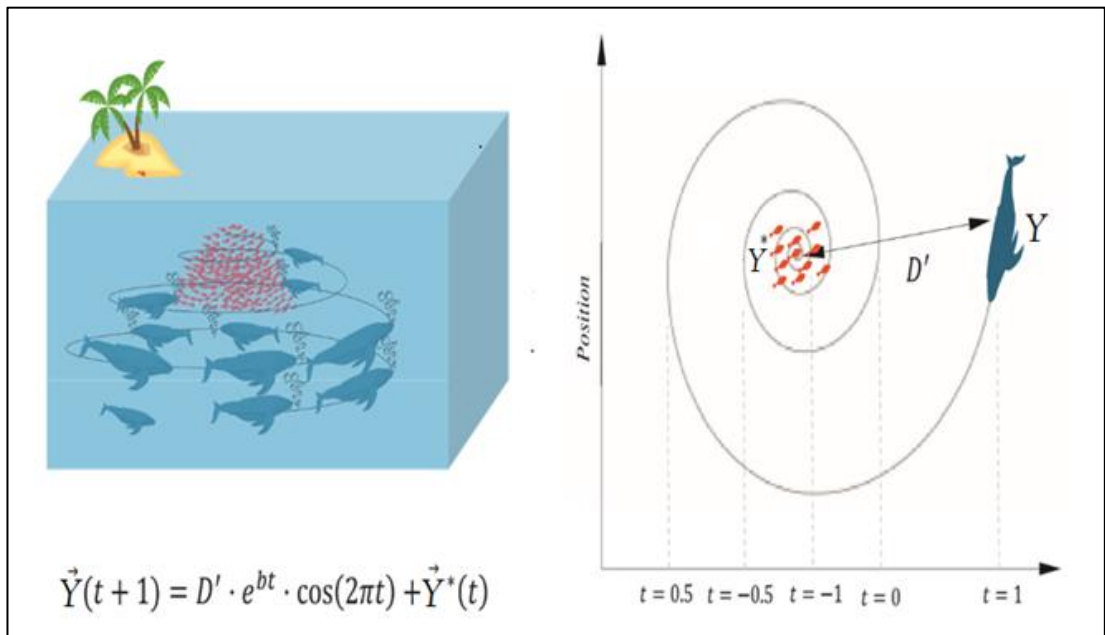 Position
Y*
D'
Y
t = 0.5
t = −0.5
t = −1
t = 0
t = 1
Y⃗(t + 1) = D′ · e^{bt} · cos(2πt) + Y⃗*(t)